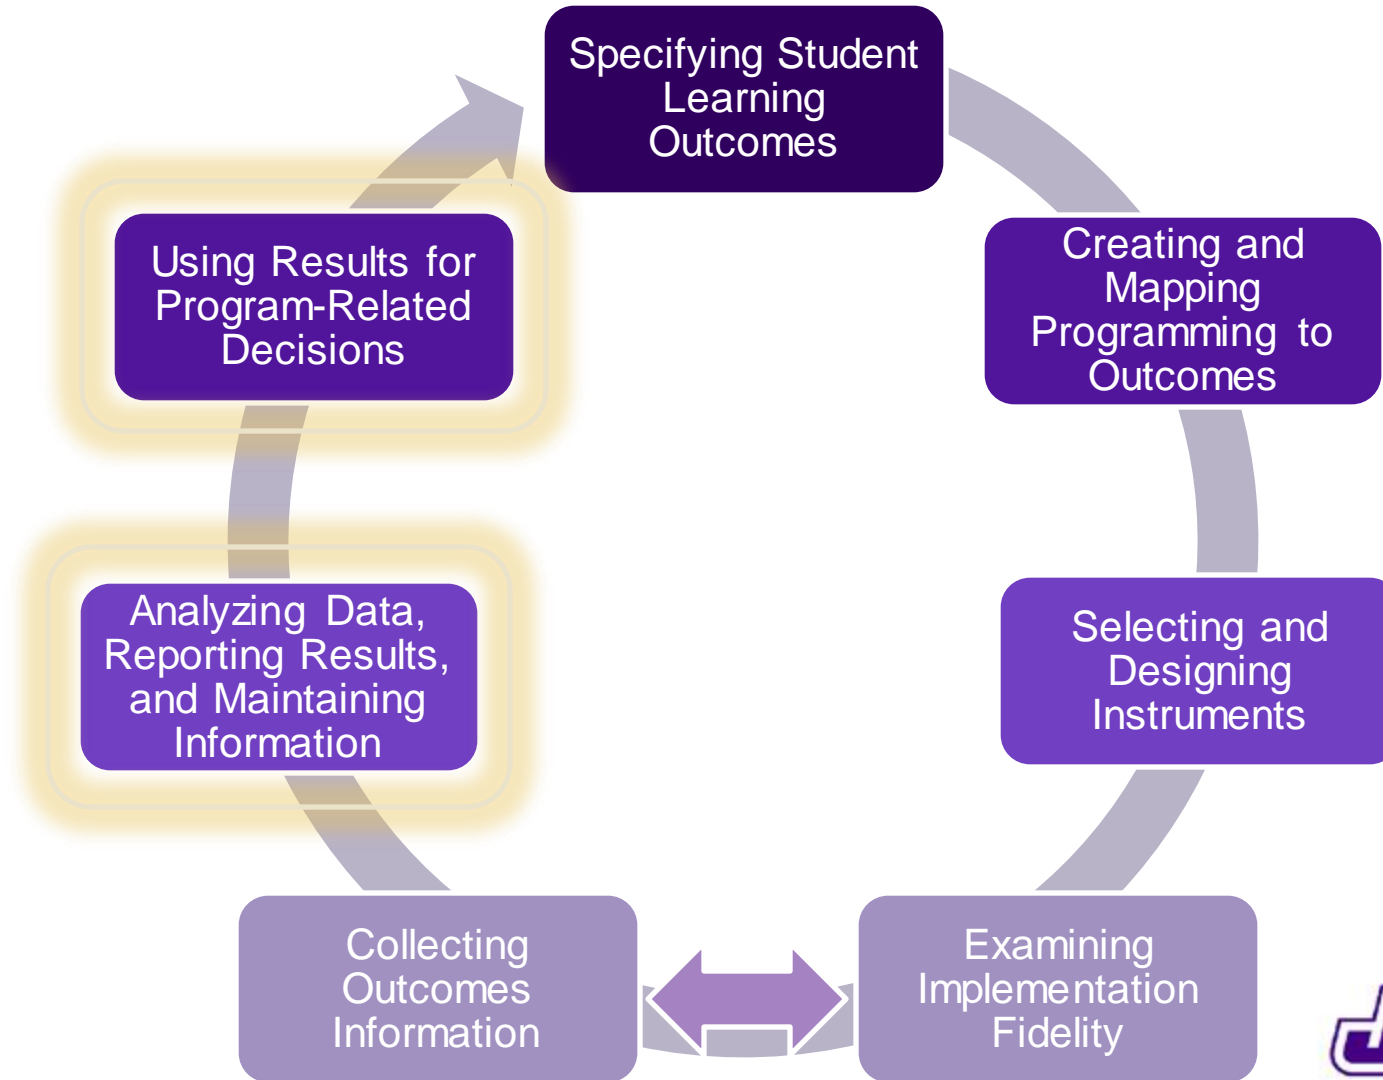 Specifying Student
Learning
Outcomes
Creating and
Mapping
Programming to
Outcomes
Selecting and
Designing
Instruments
Examining
Implementation
Fidelity
Collecting
Outcomes
Information
Analyzing Data,
Reporting Results,
and Maintaining
Information
Using Results for
Program-Related
Decisions